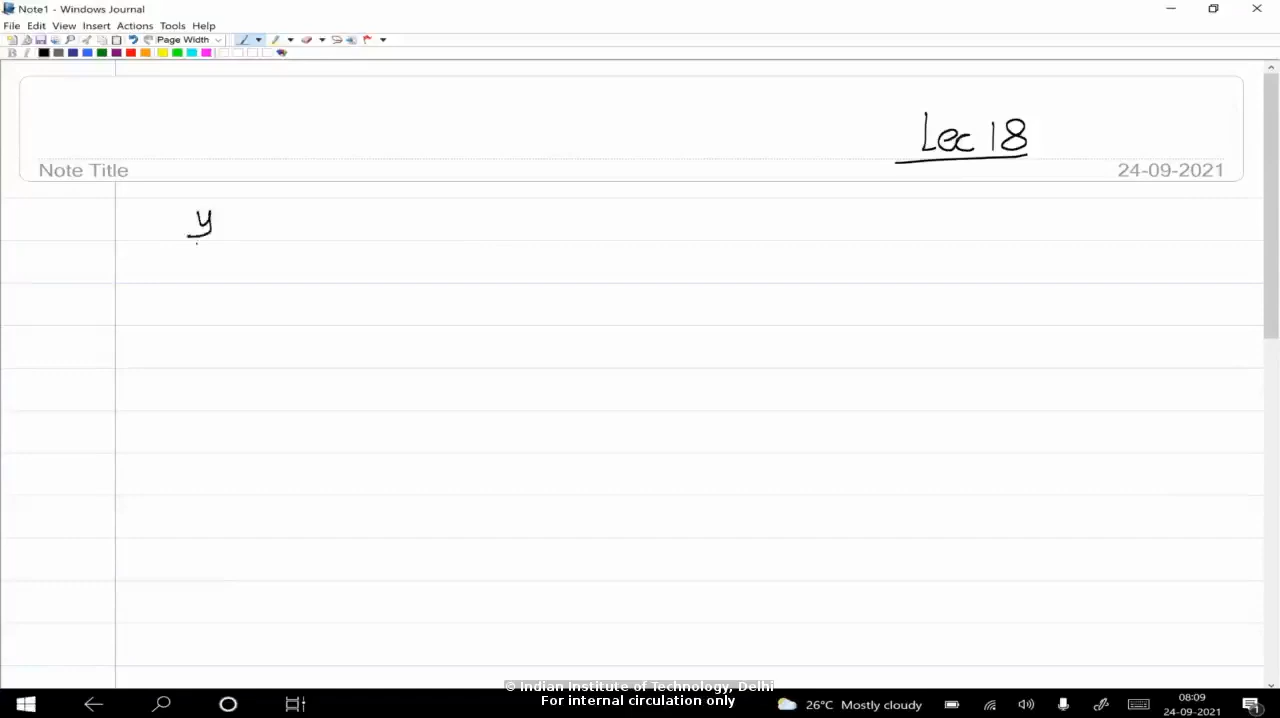 Note1 - Windows Journal
File Edit View Insert Actions Tools Help
Page Width
B I
Lec 18
Note Title
24-09-2021
y
© Indian Institute of Technology, Delhi
For internal circulation only
26°C Mostly cloudy
08:09
24-09-2021
1